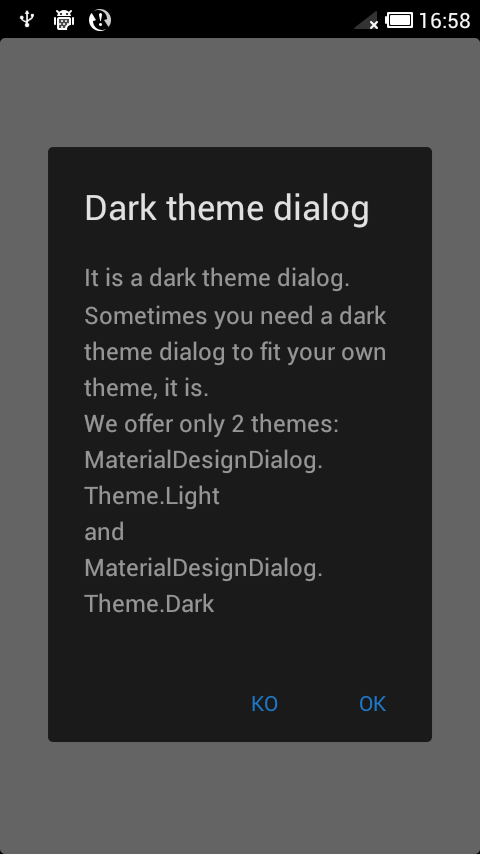 16:58
Dark theme dialog
It is a dark theme dialog.
Sometimes you need a dark
theme dialog to fit your own
theme, it is.
We offer only 2 themes:
MaterialDesignDialog.
Theme.Light
and
MaterialDesignDialog.
Theme.Dark
KO OK